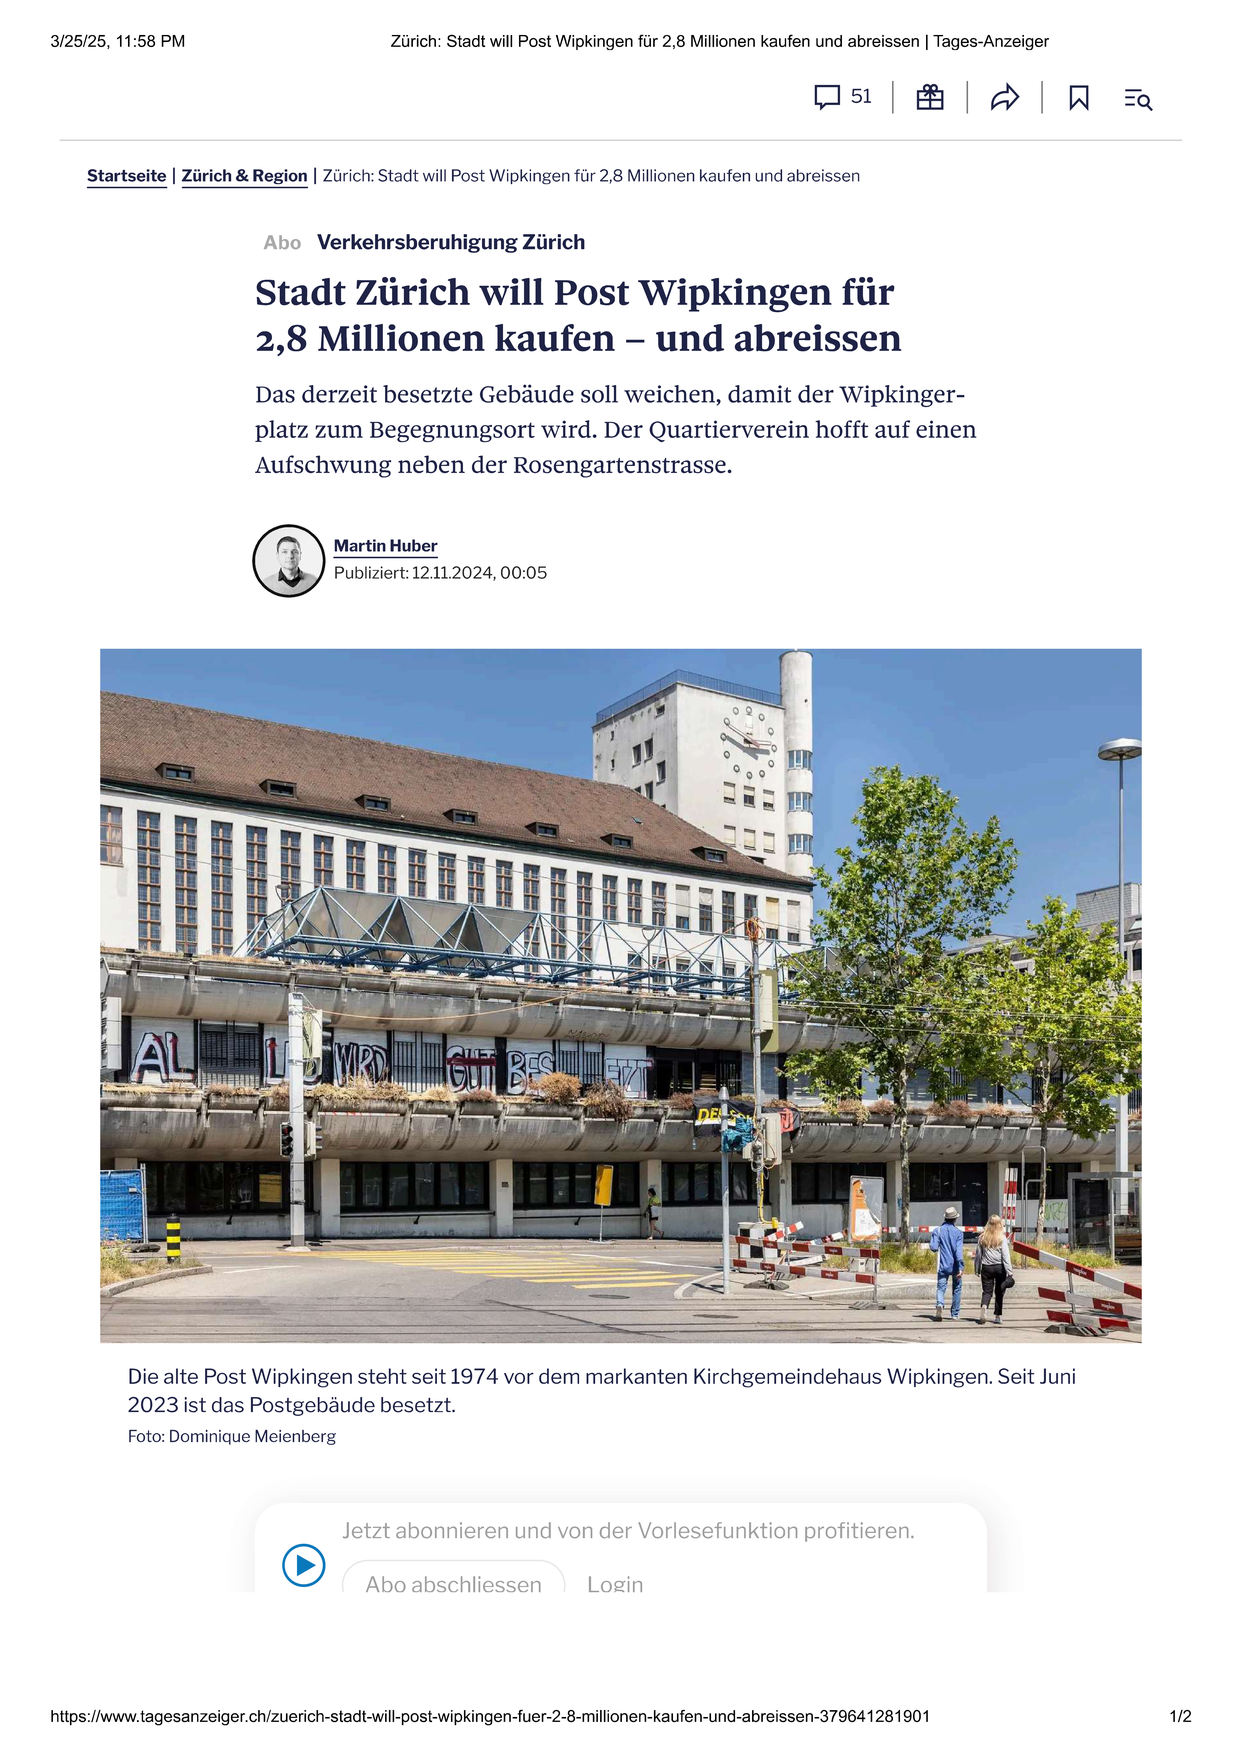 3/25/25, 11:58 PM
Zürich: Stadt will Post Wipkingen für 2,8 Millionen kaufen und abreissen | Tages-Anzeiger
51
Startseite | Zürich & Region | Zürich: Stadt will Post Wipkingen für 2,8 Millionen kaufen und abreissen
Abo Verkehrsberuhigung Zürich
Stadt Zürich will Post Wipkingen für
2,8 Millionen kaufen – und abreissen
Das derzeit besetzte Gebäude soll weichen, damit der Wipkinger-
platz zum Begegnungsort wird. Der Quartierverein hofft auf einen
Aufschwung neben der Rosengartenstrasse.
Martin Huber
Publiziert: 12.11.2024, 00:05
AL WIRD GUT BES ETZT
Die alte Post Wipkingen steht seit 1974 vor dem markanten Kirchgemeindehaus Wipkingen. Seit Juni
2023 ist das Postgebäude besetzt.
Foto: Dominique Meienberg
Jetzt abonnieren und von der Vorlesefunktion profitieren.
Abo abschliessen Login
https://www.tagesanzeiger.ch/zuerich-stadt-will-post-wipkingen-fuer-2-8-millionen-kaufen-und-abreissen-379641281901
1/2